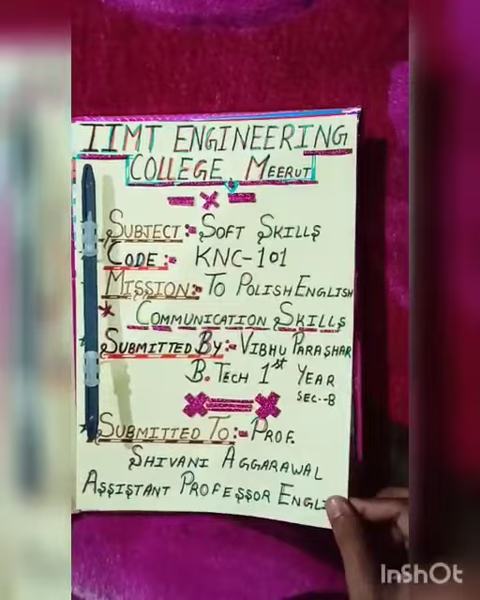 IIMT ENGINEERING
COLLEGE, MEERUT
SUBJECT:- SOFT SKILLS
CODE:- KNC-101
MISSION:- TO POLISH ENGLISH
COMMUNICATION SKILLS
SUBMITTED BY:- VIBHU PARASHAR
B.TECH 1st YEAR
SEC.-B
SUBMITTED TO:- PROF.
SHIVANI AGGARAWAL
ASSISTANT PROFESSOR ENGLI
InShOt